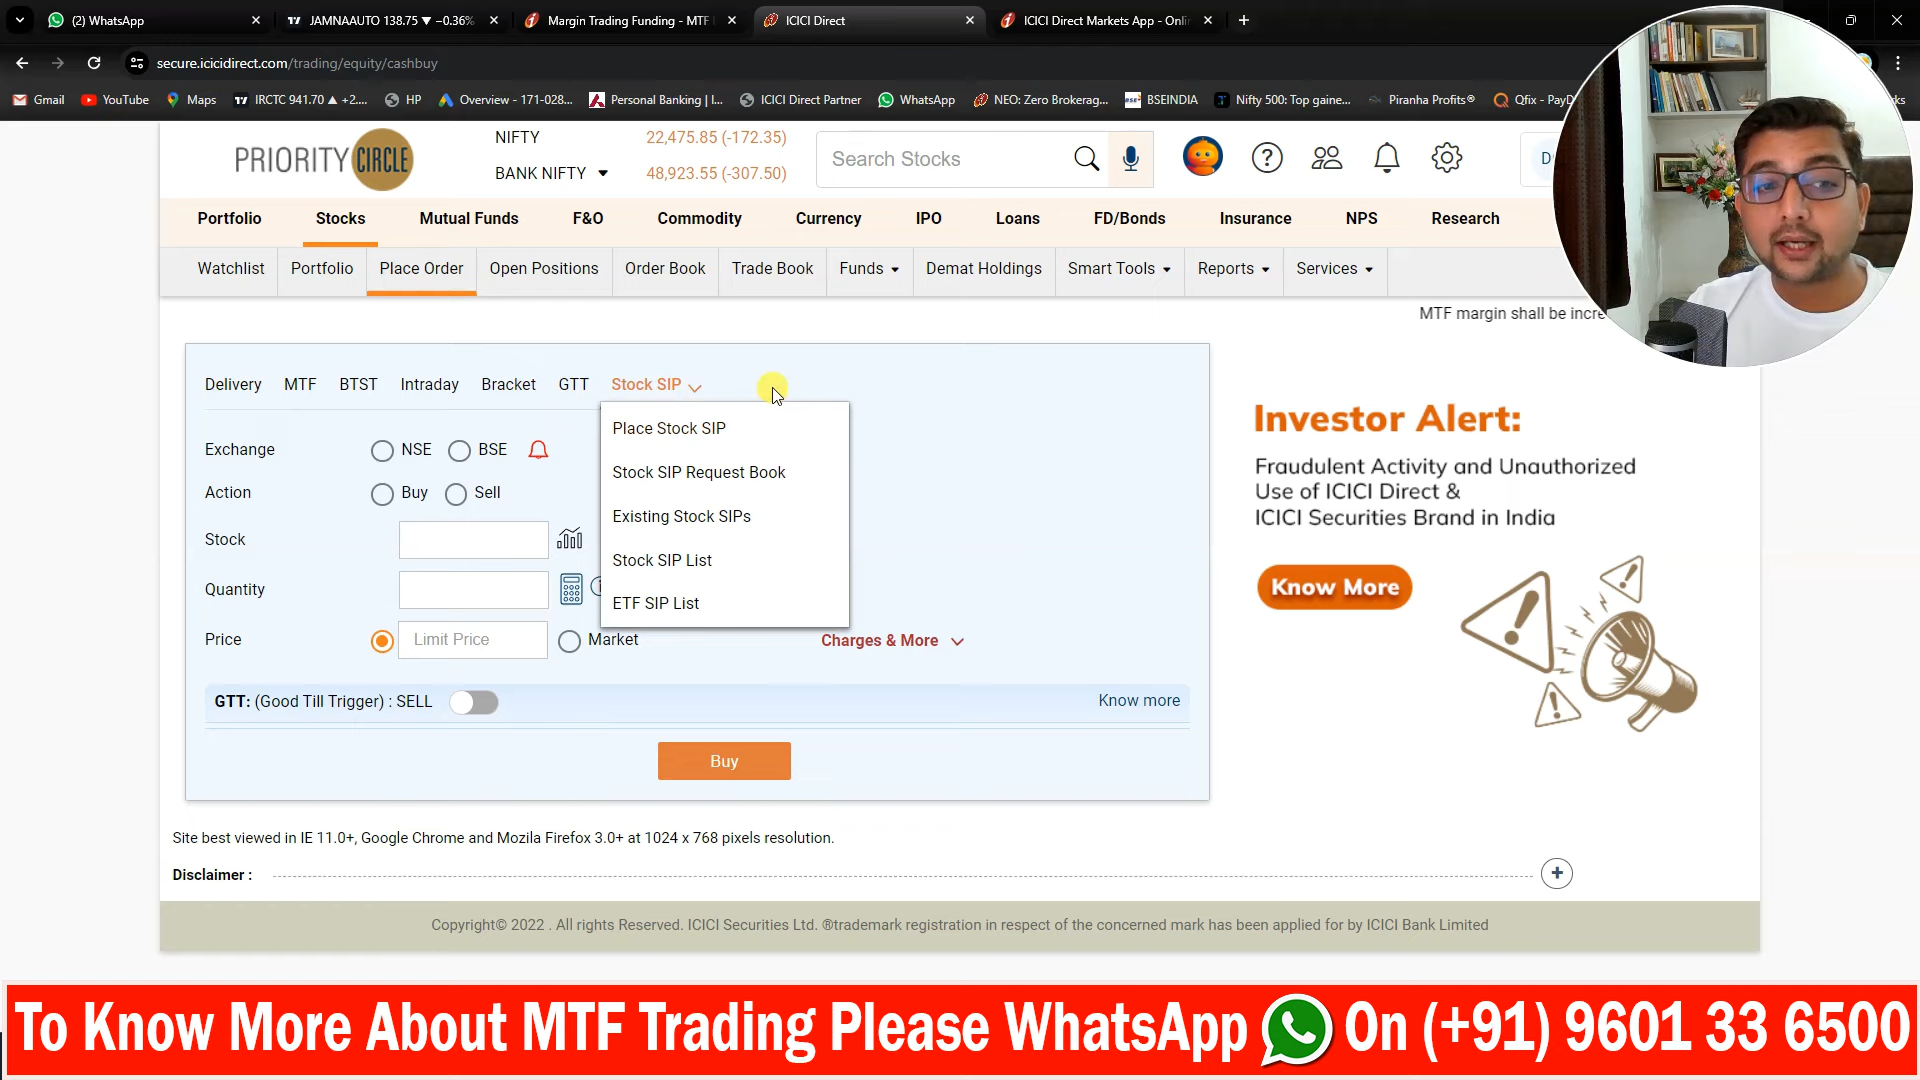 (2) WhatsApp
JAMNAAUTO 138.75 ▼ −0.36%
Margin Trading Funding - MTF
ICICI Direct
ICICI Direct Markets App - Onli
secure.icicidirect.com/trading/equity/cashbuy
Gmail
YouTube
Maps
IRCTC 941.70 ▲ +2....
HP
Overview - 171-028...
Personal Banking | I...
ICICI Direct Partner
WhatsApp
NEO: Zero Brokerag...
BSEINDIA
Nifty 500: Top gaine...
Piranha Profits®
Qfix - PayD
PRIORITY CIRCLE
NIFTY 22,475.85 (-172.35)
BANK NIFTY 48,923.55 (-307.50)
Search Stocks
D
Portfolio Stocks Mutual Funds F&O Commodity Currency IPO Loans FD/Bonds Insurance NPS Research
Watchlist Portfolio Place Order Open Positions Order Book Trade Book Funds Demat Holdings Smart Tools Reports Services
MTF margin shall be incre
Delivery MTF BTST Intraday Bracket GTT Stock SIP
Place Stock SIP
Stock SIP Request Book
Existing Stock SIPs
Stock SIP List
ETF SIP List
Exchange NSE BSE
Action Buy Sell
Stock
Quantity
Price Limit Price Market Charges & More
GTT: (Good Till Trigger) : SELL Know more
Buy
Investor Alert:
Fraudulent Activity and Unauthorized
Use of ICICI Direct &
ICICI Securities Brand in India
Know More
Site best viewed in IE 11.0+, Google Chrome and Mozila Firefox 3.0+ at 1024 x 768 pixels resolution.
Disclaimer :
Copyright© 2022 . All rights Reserved. ICICI Securities Ltd. ®trademark registration in respect of the concerned mark has been applied for by ICICI Bank Limited
To Know More About MTF Trading Please WhatsApp On (+91) 9601 33 6500